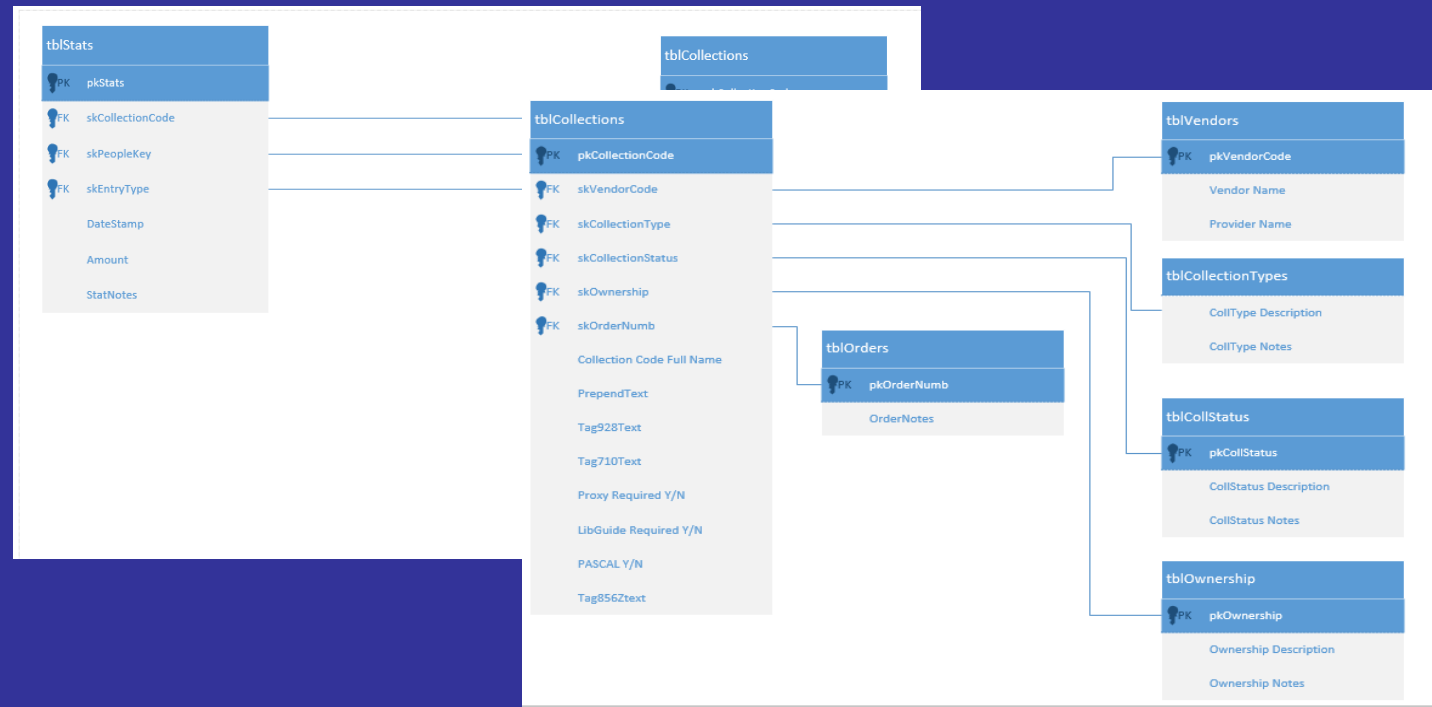 tblStats
PK pkStats
FK skCollectionCode
FK skPeopleKey
FK skEntryType
DateStamp
Amount
StatNotes
tblCollections
tblCollections
PK pkCollectionCode
FK skVendorCode
FK skCollectionType
FK skCollectionStatus
FK skOwnership
FK skOrderNumb
Collection Code Full Name
PrependText
Tag928Text
Tag710Text
Proxy Required Y/N
LibGuide Required Y/N
PASCAL Y/N
Tag856Ztext
tblOrders
PK pkOrderNumb
OrderNotes
tblVendors
PK pkVendorCode
Vendor Name
Provider Name
tblCollectionTypes
CollType Description
CollType Notes
tblCollStatus
PK pkCollStatus
CollStatus Description
CollStatus Notes
tblOwnership
PK pkOwnership
Ownership Description
Ownership Notes